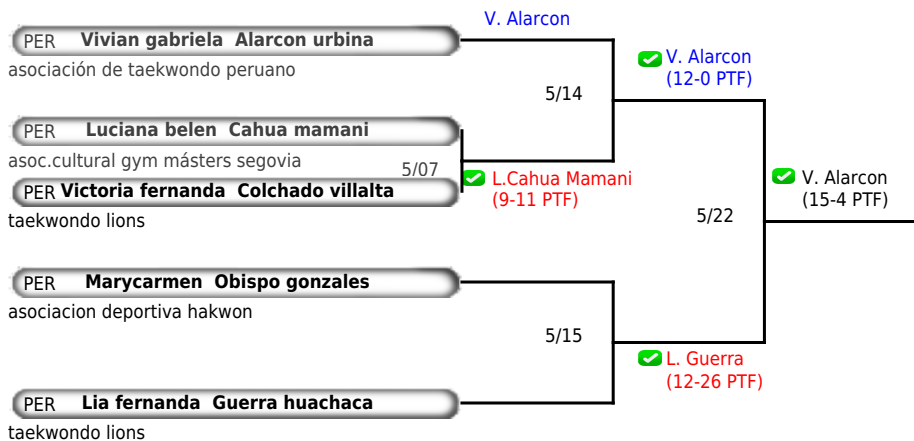 V. Alarcon
PER Vivian gabriela Alarcon urbina
asociación de taekwondo peruano
V. Alarcon
(12-0 PTF)
5/14
PER Luciana belen Cahua mamani
asoc.cultural gym másters segovia
5/07
L.Cahua Mamani
(9-11 PTF)
V. Alarcon
(15-4 PTF)
PER Victoria fernanda Colchado villalta
taekwondo lions
5/22
PER Marycarmen Obispo gonzales
asociacion deportiva hakwon
5/15
L. Guerra
(12-26 PTF)
PER Lia fernanda Guerra huachaca
taekwondo lions